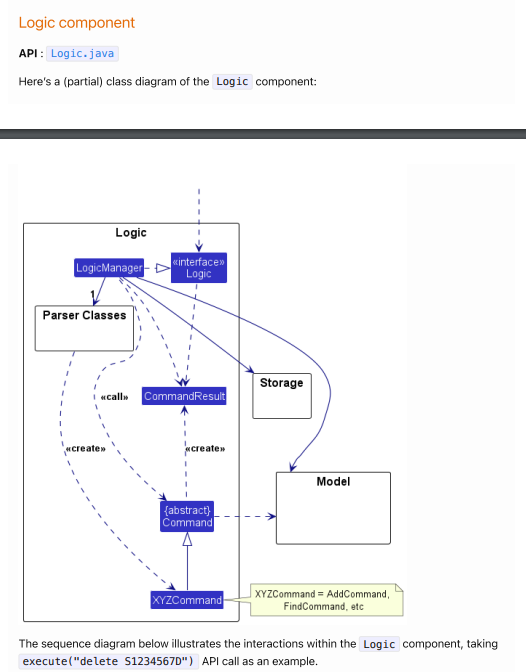 Logic component
API : Logic.java
Here's a (partial) class diagram of the Logic component:
Logic
LogicManager
«interface»
Logic
1
Parser Classes
Storage
«call»
CommandResult
«create»
«create»
Model
{abstract}
Command
XYZCommand
XYZCommand = AddCommand,
FindCommand, etc
The sequence diagram below illustrates the interactions within the Logic component, taking
execute("delete S1234567D") API call as an example.